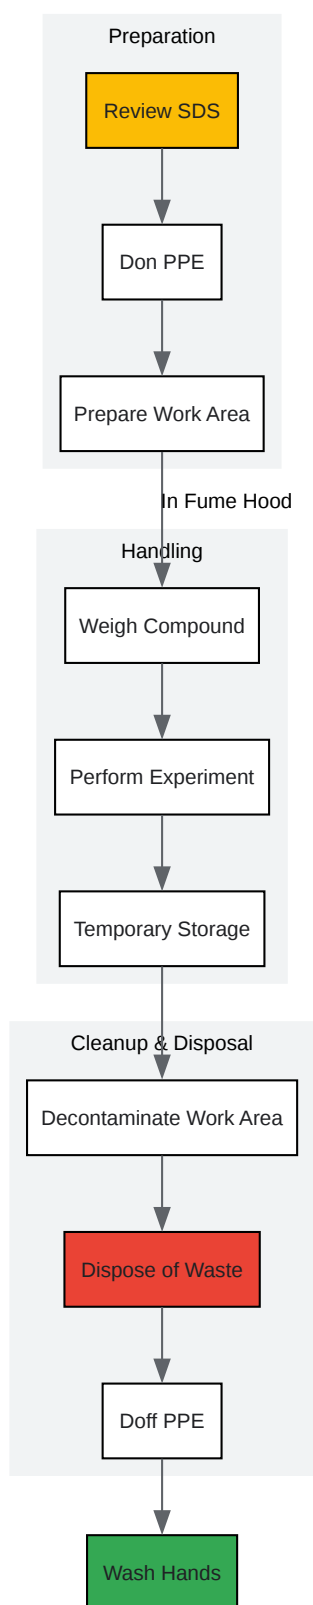 Preparation
Review SDS
Don PPE
Prepare Work Area
In Fume Hood
Handling
Weigh Compound
Perform Experiment
Temporary Storage
Cleanup & Disposal
Decontaminate Work Area
Dispose of Waste
Doff PPE
Wash Hands